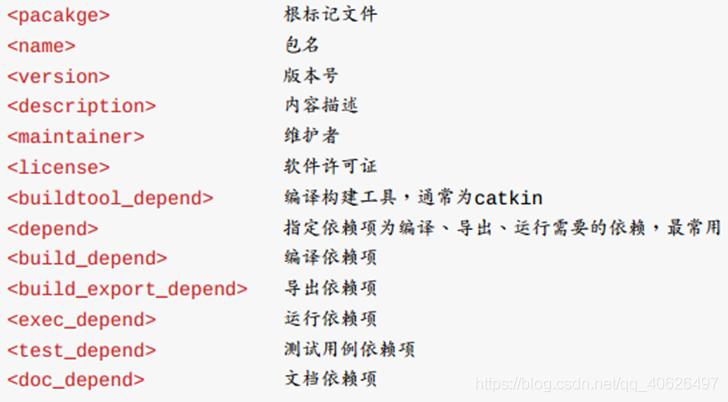 <pacakge> 根标记文件
<name> 包名
<version> 版本号
<description> 内容描述
<maintainer> 维护者
<license> 软件许可证
<buildtool_depend> 编译构建工具，通常为catkin
<depend> 指定依赖项为编译、导出、运行需要的依赖，最常用
<build_depend> 编译依赖项
<build_export_depend> 导出依赖项
<exec_depend> 运行依赖项
<test_depend> 测试用例依赖项
<doc_depend> 文档依赖项
https://blog.csdn.net/qq_40626497